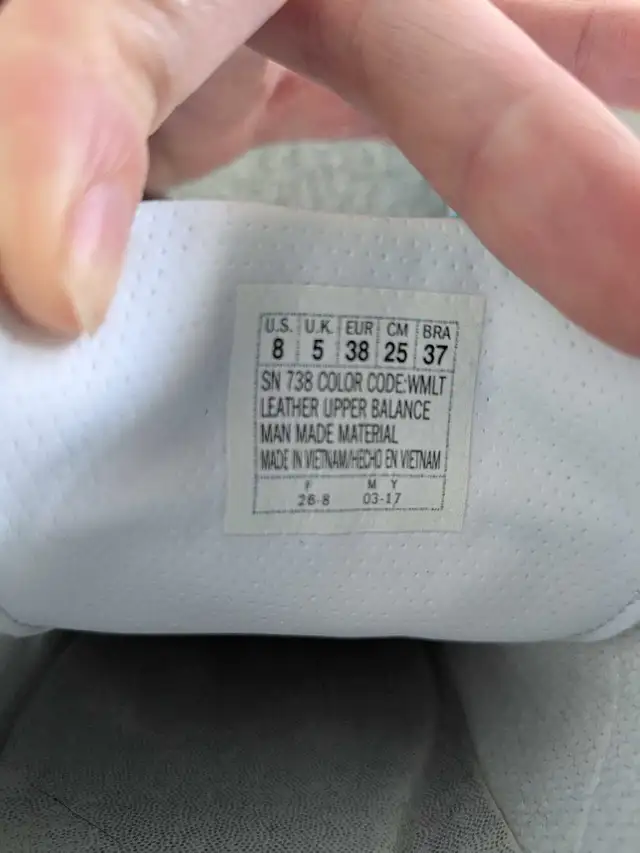 U.S. U.K. EUR CM BRA
8 5 38 25 37
SN 738 COLOR CODE:WMLT
LEATHER UPPER BALANCE
MAN MADE MATERIAL
MADE IN VIETNAM/HECHO EN VIETNAM
F M Y
26-8 03-17